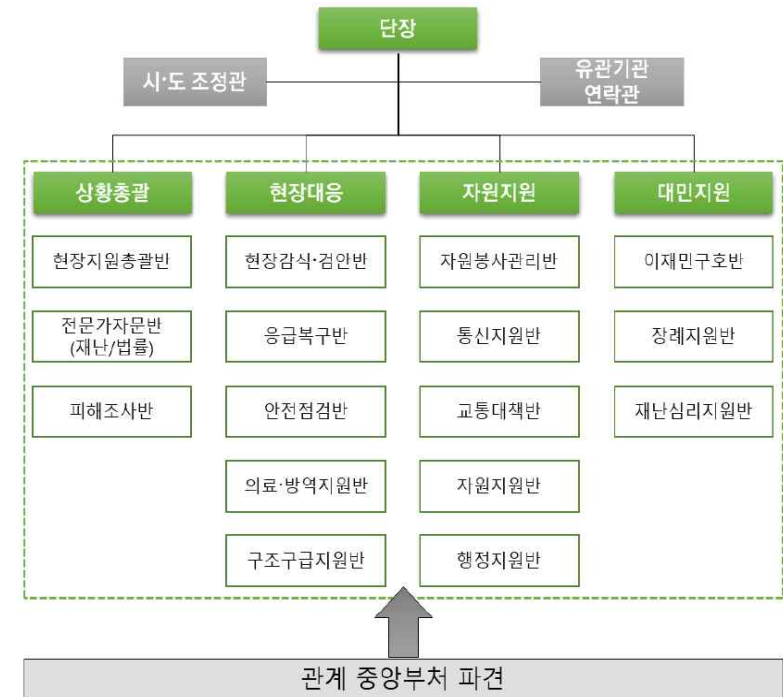 단장
시·도 조정관
유관기관
연락관
상황총괄
현장대응
자원지원
대민지원
현장지원총괄반
현장감식·검안반
자원봉사관리반
이재민구호반
전문가자문반
(재난/법률)
응급복구반
통신지원반
장례지원반
피해조사반
안전점검반
교통대책반
재난심리지원반
의료·방역지원반
자원지원반
구조구급지원반
행정지원반
관계 중앙부처 파견